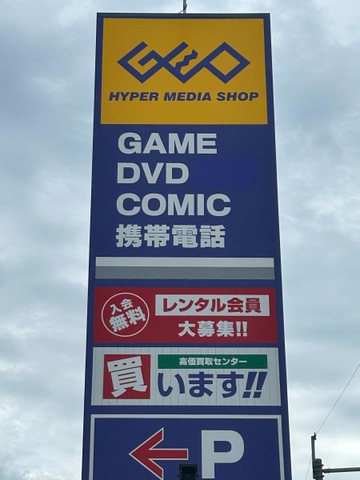 GEO
HYPER MEDIA SHOP
GAME
DVD
COMIC
携帯電話
入会
無料
レンタル会員
大募集!!
高価買取センター
買います!!
P